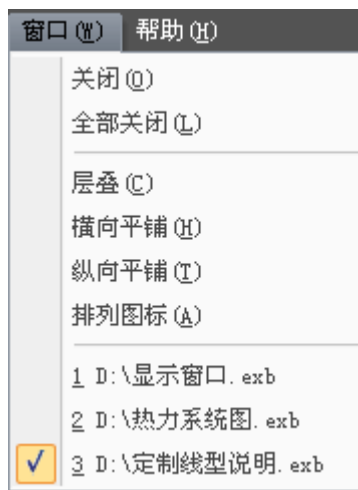 窗口(W) 帮助(H)
关闭(O)
全部关闭(L)
层叠(C)
横向平铺(H)
纵向平铺(T)
排列图标(A)
1 D:\显示窗口.exb
2 D:\热力系统图.exb
3 D:\定制线型说明.exb